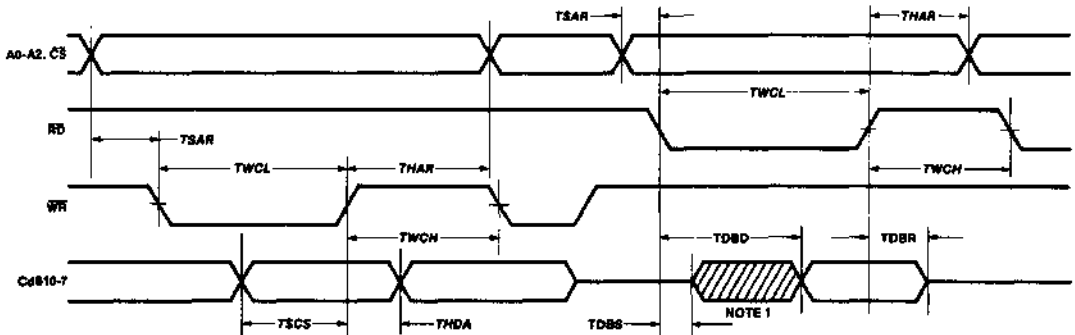 TSAR
THAR
A0-A2, CS
TWCL
RD
TSAR
TWCL
THAR
TWCH
WR
TWCH
TDBD
TDBR
CdB10-7
NOTE 1
TSCS
THDA
TDBS